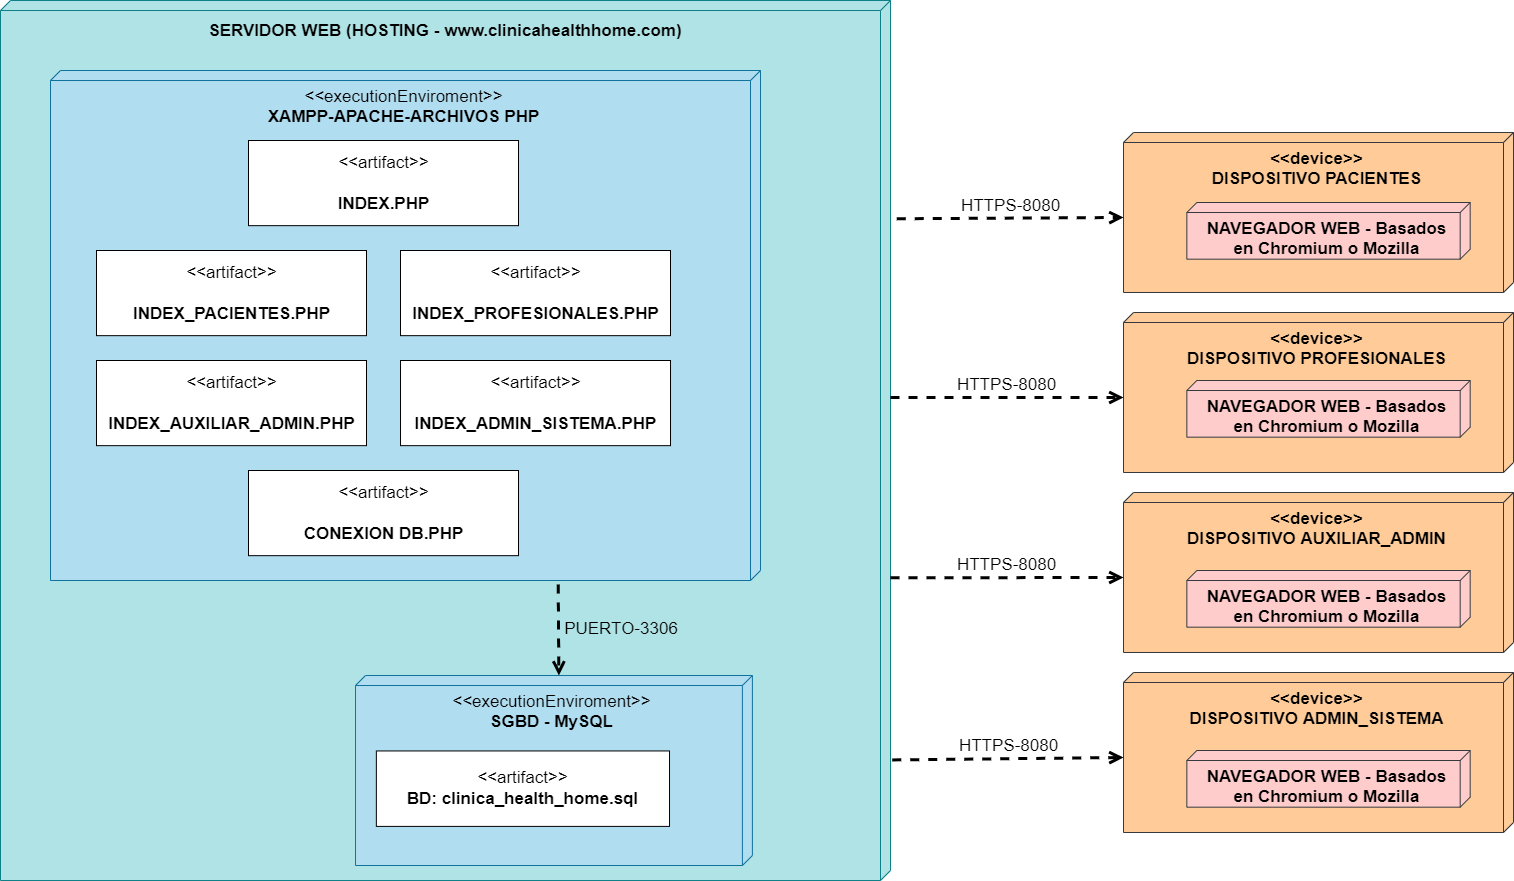 SERVIDOR WEB (HOSTING - www.clinicahealthhome.com)
<<executionEnviroment>>
XAMPP-APACHE-ARCHIVOS PHP
<<artifact>>
INDEX.PHP
<<artifact>>
INDEX_PACIENTES.PHP
<<artifact>>
INDEX_PROFESIONALES.PHP
<<artifact>>
INDEX_AUXILIAR_ADMIN.PHP
<<artifact>>
INDEX_ADMIN_SISTEMA.PHP
<<artifact>>
CONEXION DB.PHP
PUERTO-3306
<<executionEnviroment>>
SGBD - MySQL
<<artifact>>
BD: clinica_health_home.sql
HTTPS-8080
<<device>>
DISPOSITIVO PACIENTES
NAVEGADOR WEB - Basados
en Chromium o Mozilla
HTTPS-8080
<<device>>
DISPOSITIVO PROFESIONALES
NAVEGADOR WEB - Basados
en Chromium o Mozilla
HTTPS-8080
<<device>>
DISPOSITIVO AUXILIAR_ADMIN
NAVEGADOR WEB - Basados
en Chromium o Mozilla
HTTPS-8080
<<device>>
DISPOSITIVO ADMIN_SISTEMA
NAVEGADOR WEB - Basados
en Chromium o Mozilla